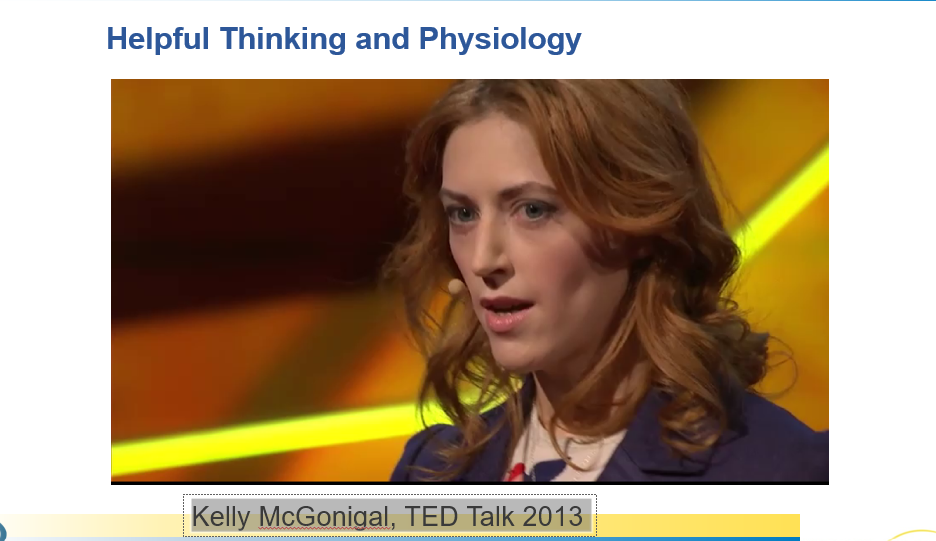 Helpful Thinking and Physiology
Kelly McGonigal, TED Talk 2013